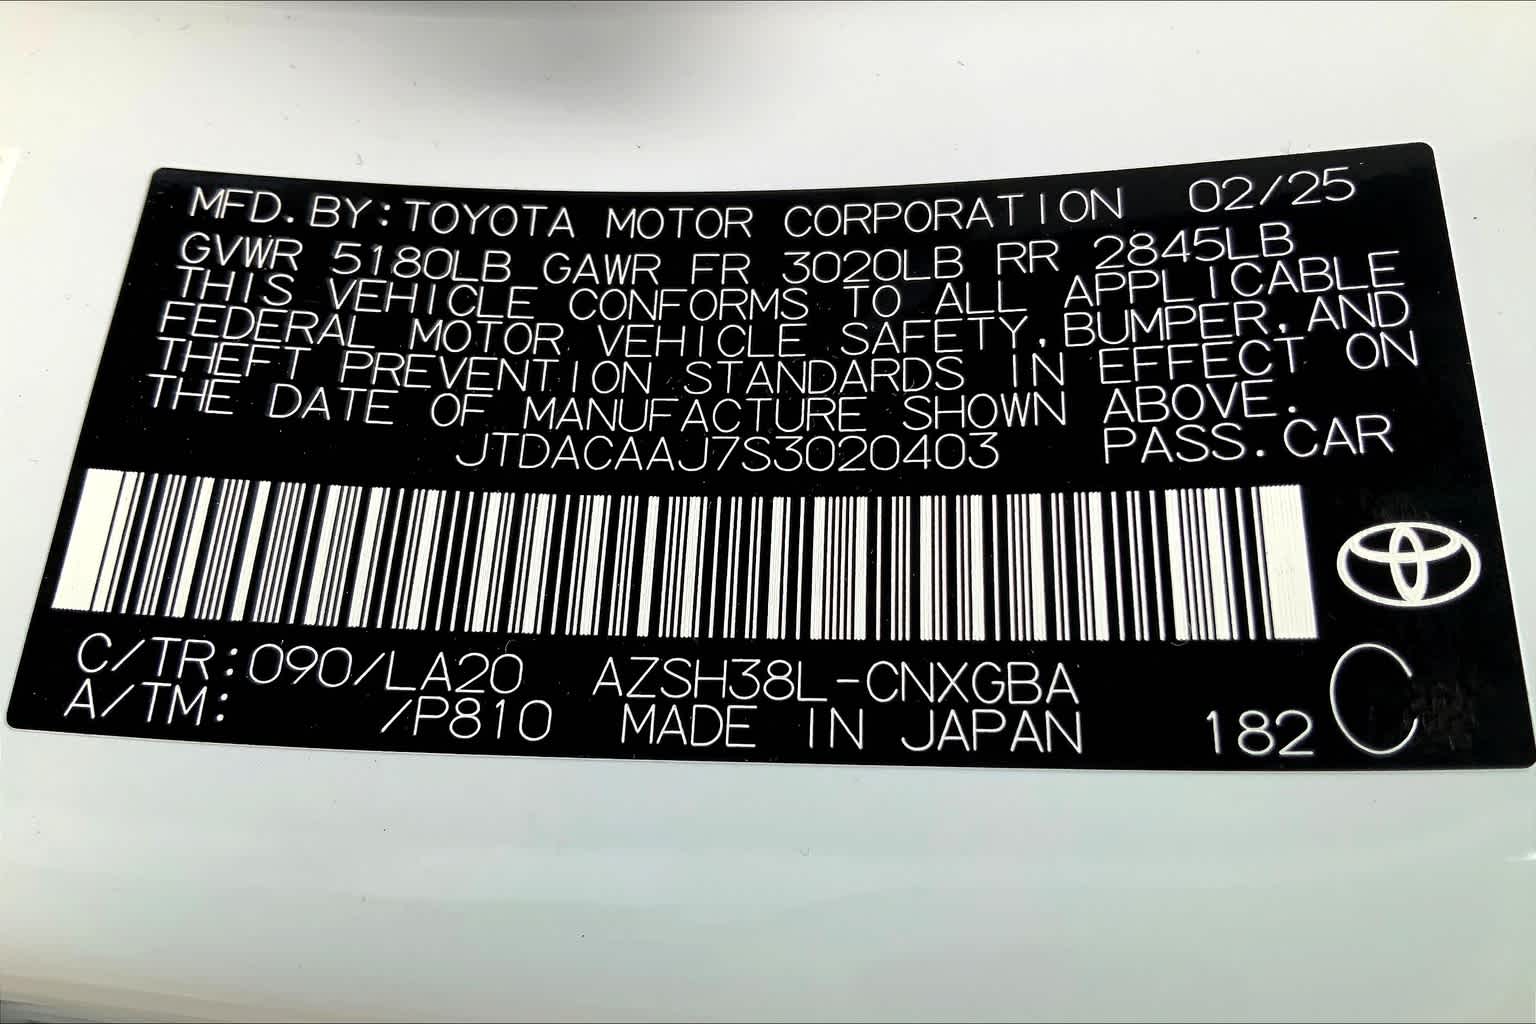 MFD. BY: TOYOTA MOTOR CORPORATION 02/25
GVWR 5180LB GAWR FR 3020LB RR 2845LB
THIS VEHICLE CONFORMS TO ALL APPLICABLE
FEDERAL MOTOR VEHICLE SAFETY, BUMPER, AND
THEFT PREVENTION STANDARDS IN EFFECT ON
THE DATE OF MANUFACTURE SHOWN ABOVE.
JTDACAAJ7S3020403 PASS. CAR
C/TR:090/LA20 AZSH38L-CNXGBA
A/TM: /P810 MADE IN JAPAN 182 C